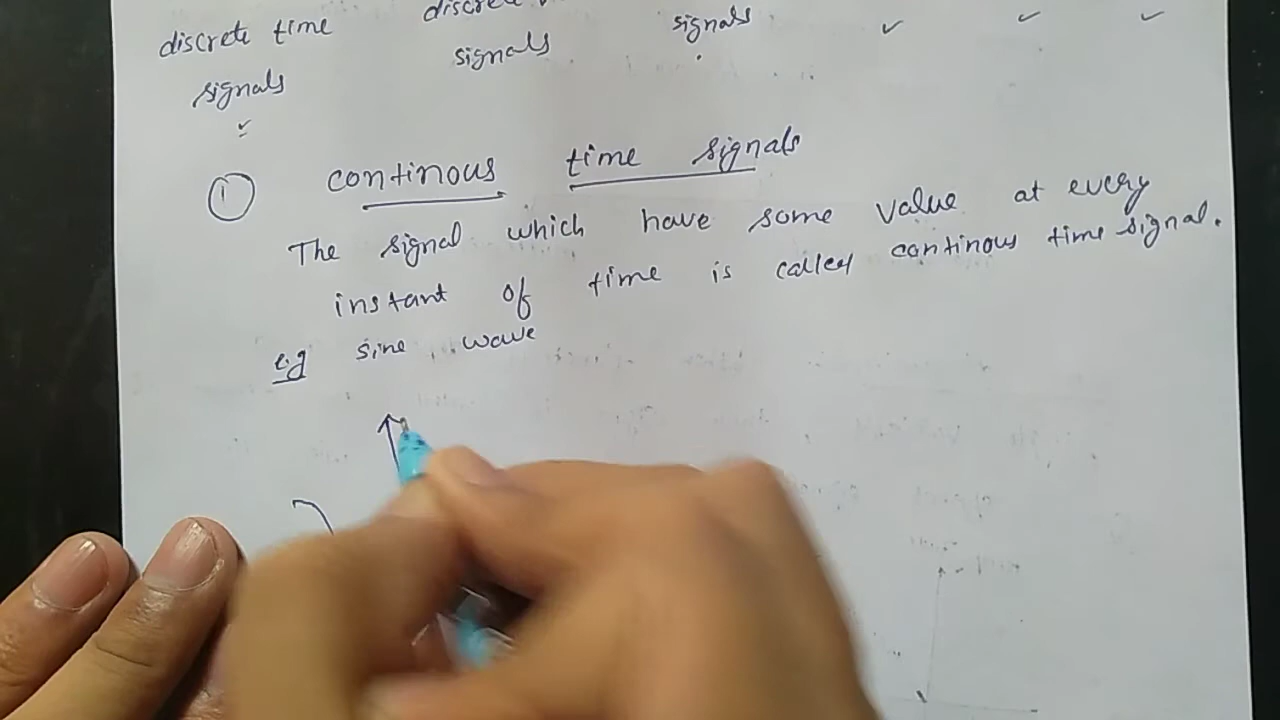 discrete time
discrete
signals
signals
signals
① continous time signals
The signal which have some value at every
instant of time is called continous time signal.
e.g sine wave